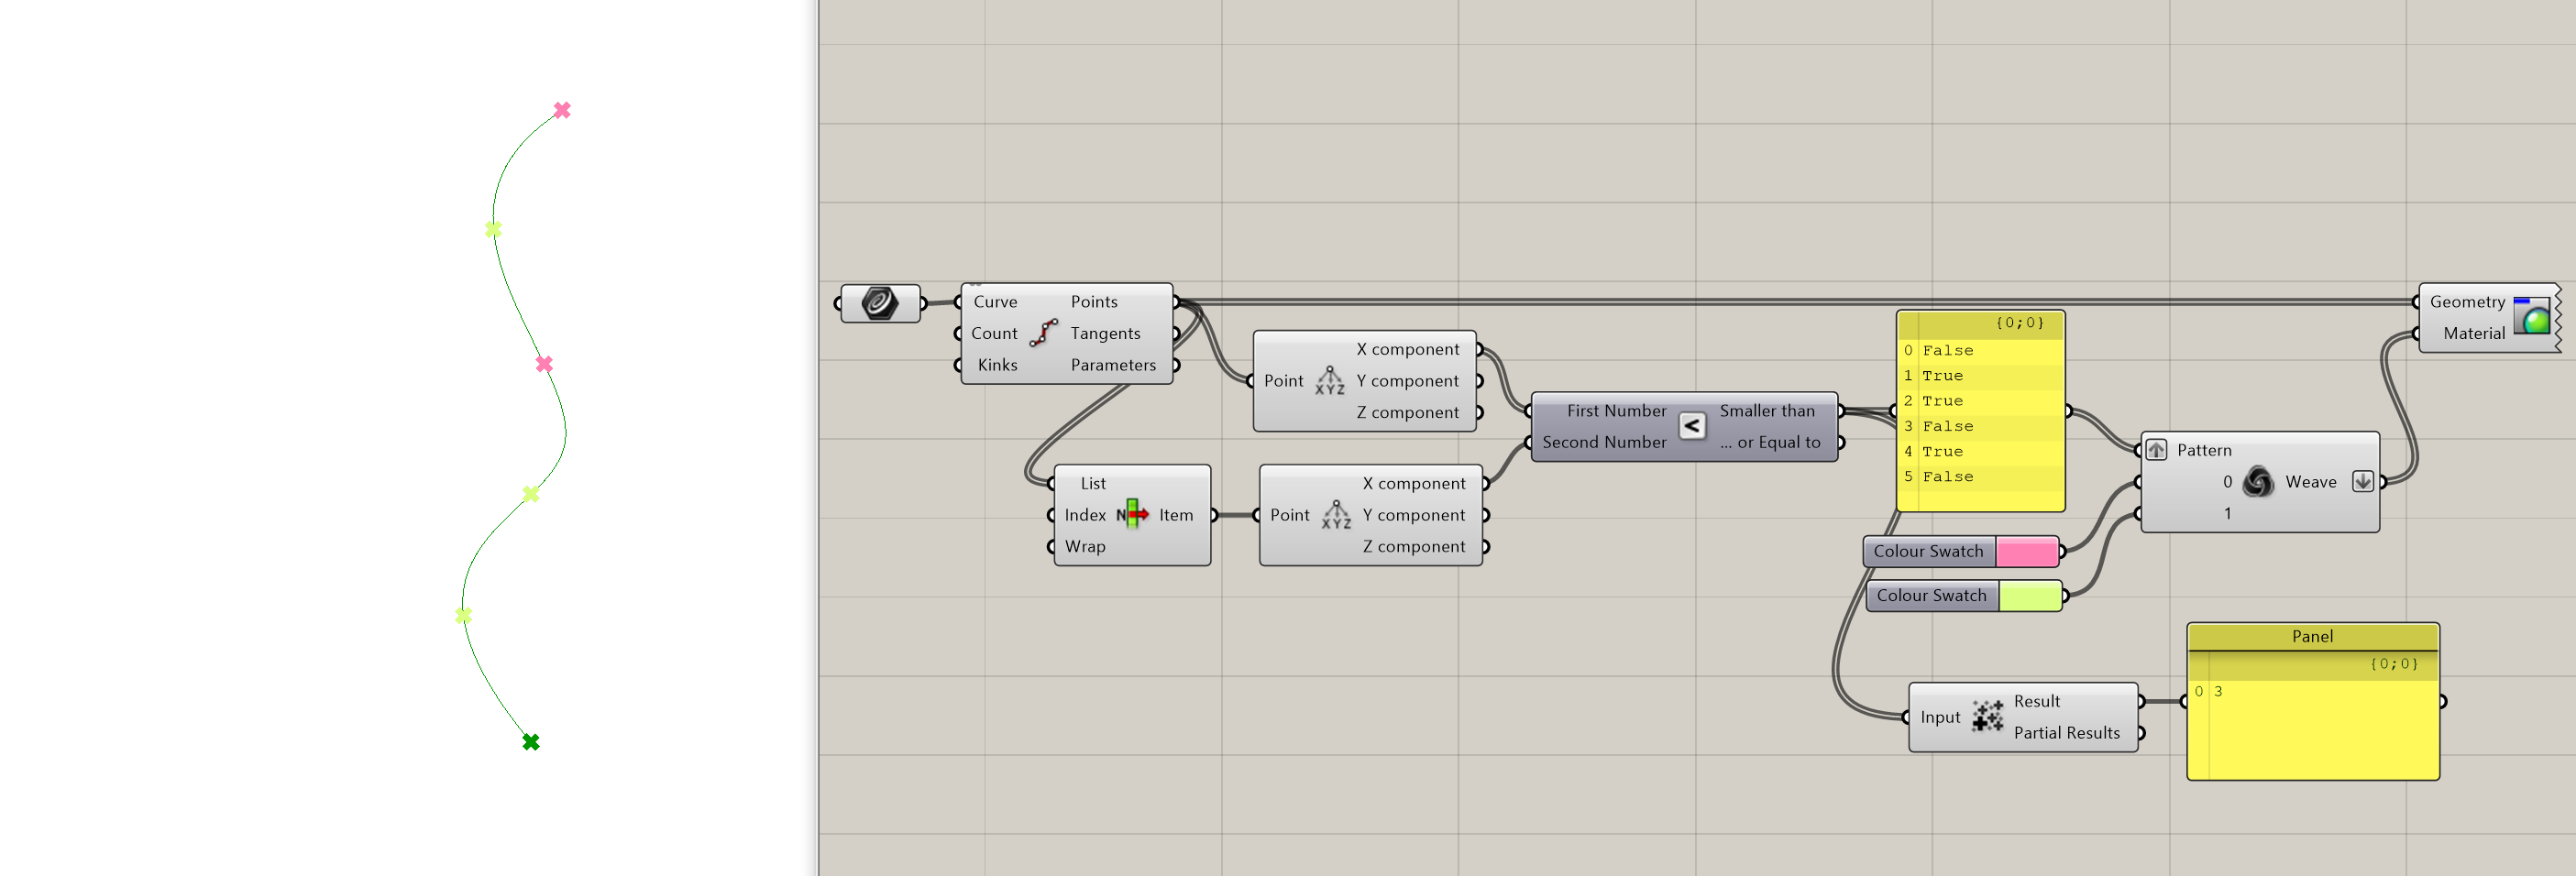 Curve Points
Count Tangents
Kinks Parameters
X component
Point XYZ Y component
Z component
List
Index N Item
Wrap
X component
Point XYZ Y component
Z component
First Number < Smaller than
Second Number ... or Equal to
{0;0}
0 False
1 True
2 True
3 False
4 True
5 False
Colour Swatch
Colour Swatch
Pattern
0 Weave
1
Geometry
Material
Input Result
Partial Results
Panel
{0;0}
0 3